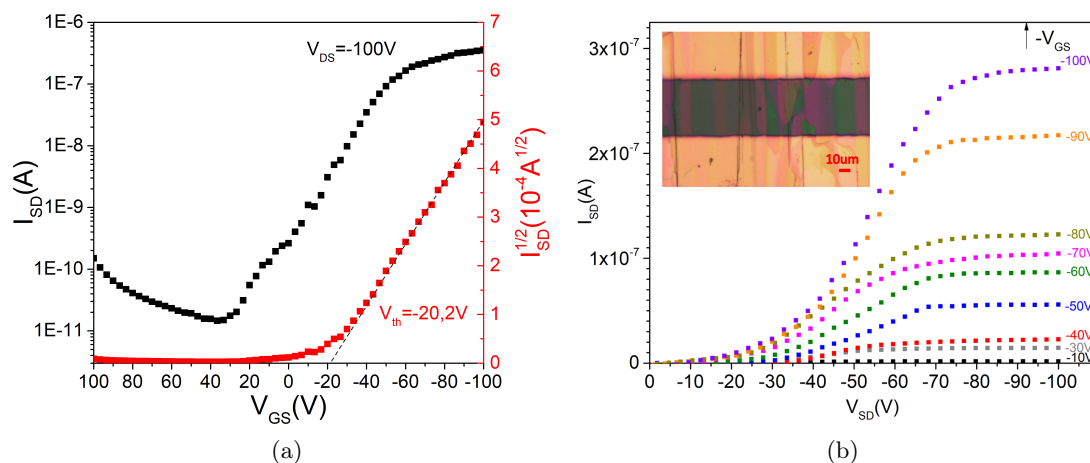 (a)
1E-6
1E-7
1E-8
1E-9
1E-10
1E-11
I_SD(A)
V_DS=-100V
V_th=-20,2V
7
6
5
4
3
2
1
0
I_SD^1/2(10^-4A^1/2)
100 80 60 40 20 0 -20 -40 -60 -80 -100
V_GS(V)
(a)
b)
3x10^-7
2x10^-7
1x10^-7
0
I_SD(A)
10um
-V_GS
-100V
-90V
-80V
-70V
-60V
-50V
-40V
-30V
-10V
0 -10 -20 -30 -40 -50 -60 -70 -80 -90 -100
V_SD(V)
(b)